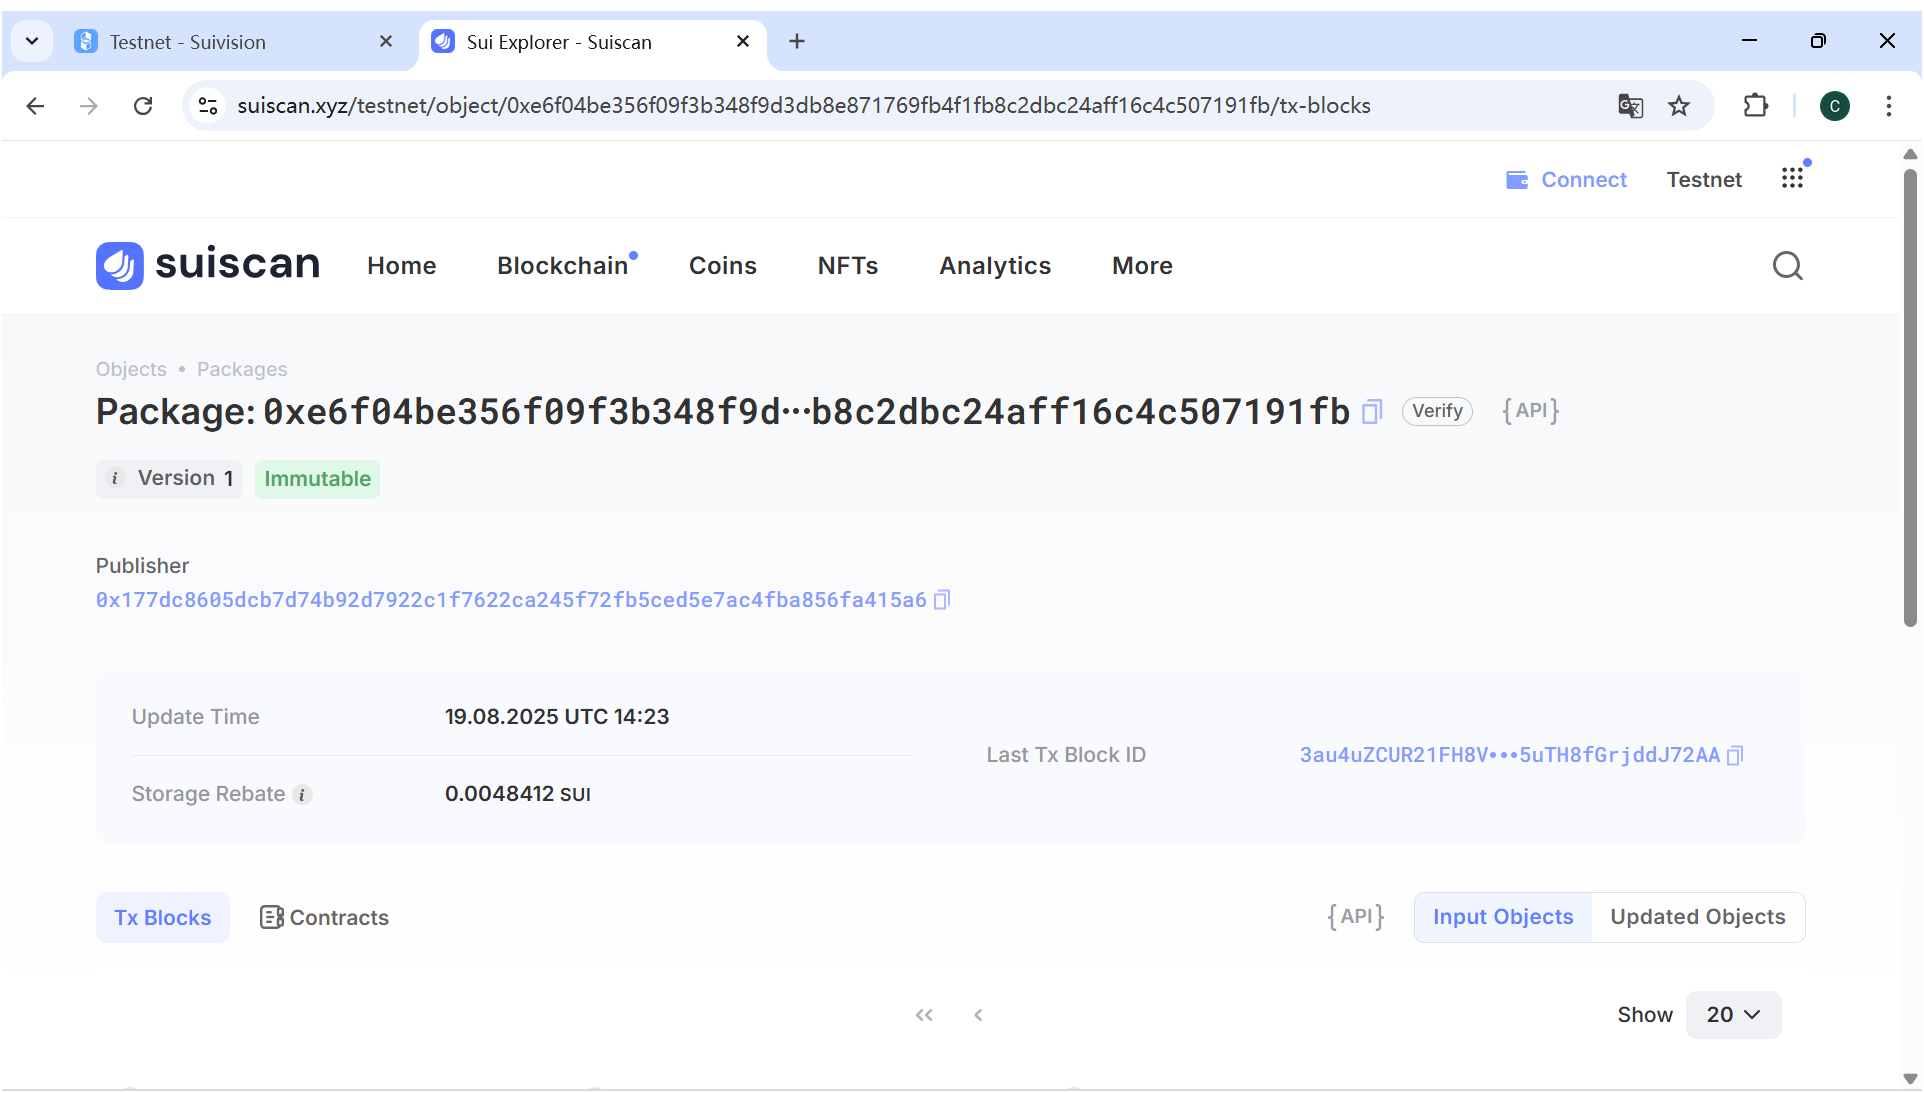 Testnet - Suivision
Sui Explorer - Suiscan
suiscan.xyz/testnet/object/0xe6f04be356f09f3b348f9d3db8e871769fb4f1fb8c2dbc24aff16c4c507191fb/tx-blocks
C
Connect
Testnet
suiscan
Home
Blockchain
Coins
NFTs
Analytics
More
Objects • Packages
Package: 0xe6f04be356f09f3b348f9d···b8c2dbc24aff16c4c507191fb
Verify
{API}
i Version 1
Immutable
Publisher
0x177dc8605dcb7d74b92d7922c1f7622ca245f72fb5ced5e7ac4fba856fa415a6
Update Time
19.08.2025 UTC 14:23
Storage Rebate i
0.0048412 SUI
Last Tx Block ID
3au4uZCUR21FH8V•••5uTH8fGrjddJ72AA
Tx Blocks
Contracts
{API}
Input Objects
Updated Objects
Show
20